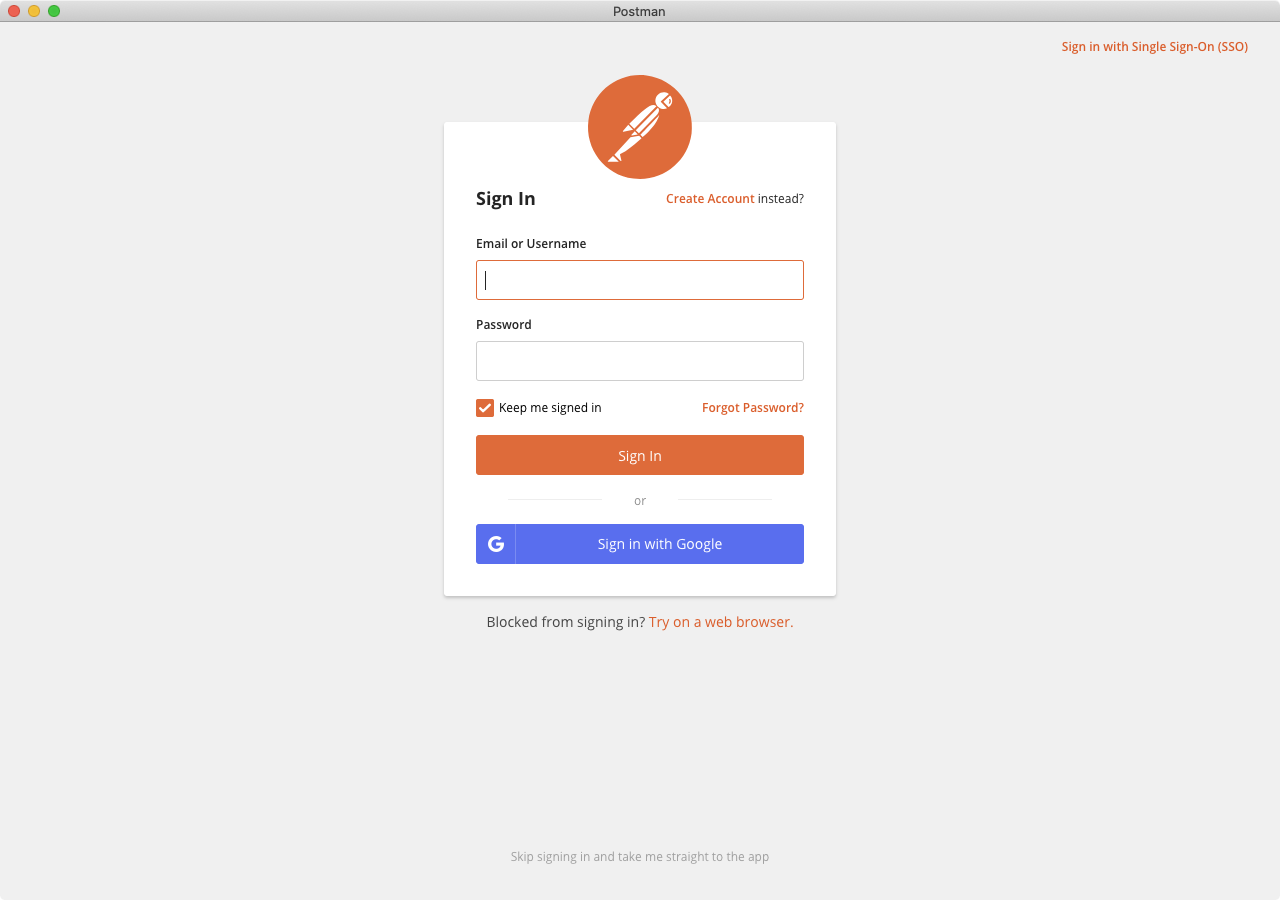 Postman
Sign in with Single Sign-On (SSO)
Sign In
Create Account instead?
Email or Username
Password
Keep me signed in
Forgot Password?
Sign In
or
Sign in with Google
Blocked from signing in? Try on a web browser.
Skip signing in and take me straight to the app